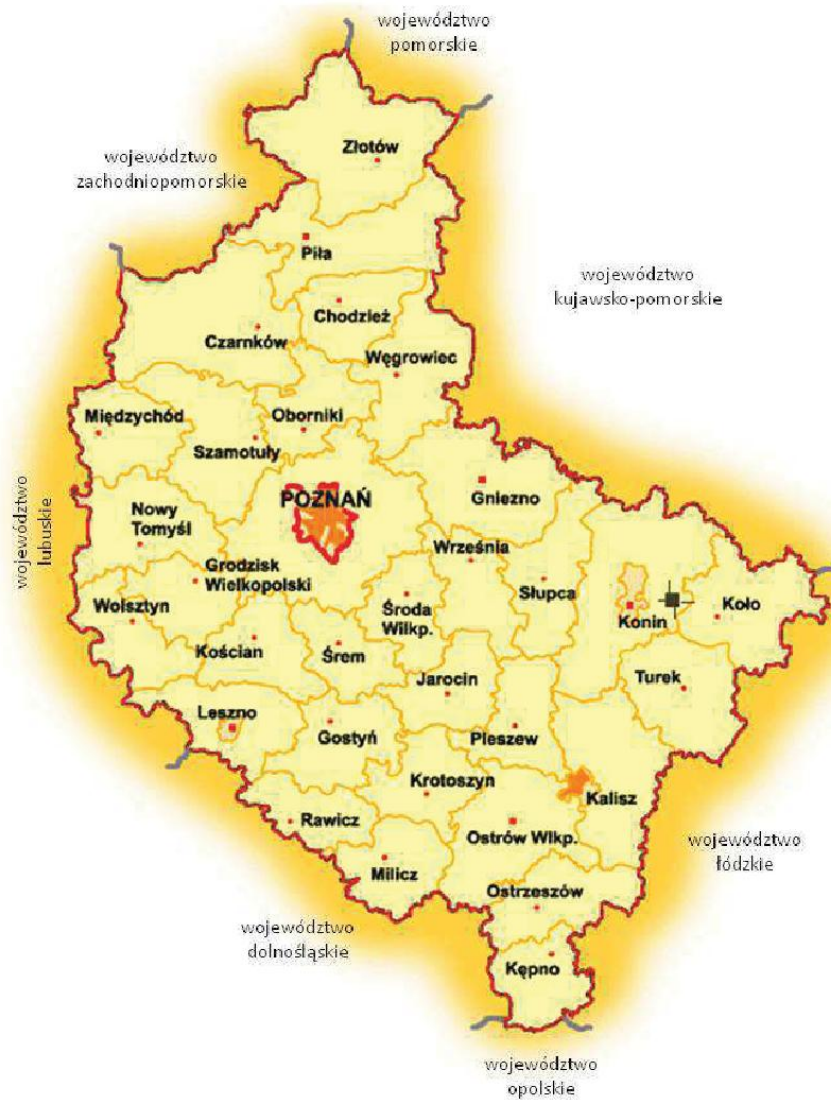 województwo
pomorskie
Złotów
województwo
zachodniopomorskie
Piła
województwo
kujawsko-pomorskie
Chodzież
Czarnków
Węgrowiec
Międzychód
Oborniki
Szamotuły
POZNAŃ
Gniezno
województwo
lubuskie
Nowy
Tomyśl
Września
Grodzisk
Wielkopolski
Słupca
Wolsztyn
Środa
Wlkp.
Konin
Koło
Kościan
Śrem
Jarocin
Turek
Leszno
Gostyń
Pleszew
Krotoszyn
Kalisz
Rawicz
Ostrów Wlkp.
województwo
łódzkie
Milicz
Ostrzeszów
województwo
dolnośląskie
Kępno
województwo
opolskie